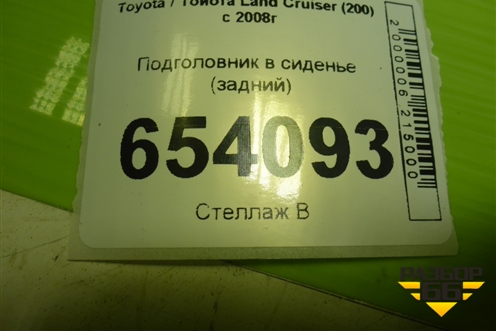 Toyota / Тойота Land Cruiser (200)
с 2008г
Подголовник в сиденье
(задний)
654093
Стеллаж В
2000006215000
РАЗБОР
66